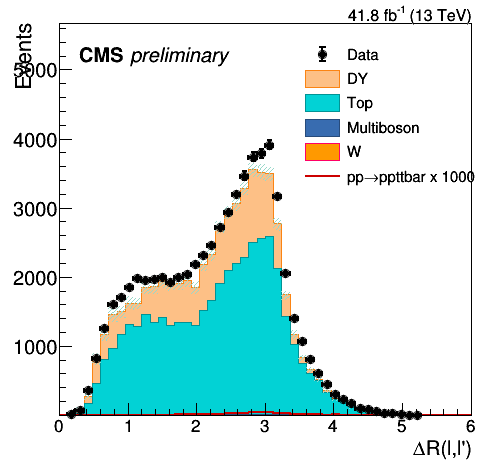 41.8 fb⁻¹ (13 TeV)
Events
CMS preliminary
Data
DY
Top
Multiboson
W
pp→ppttbar x 1000
5000
4000
3000
2000
1000
0 1 2 3 4 5 6
ΔR(l,l')